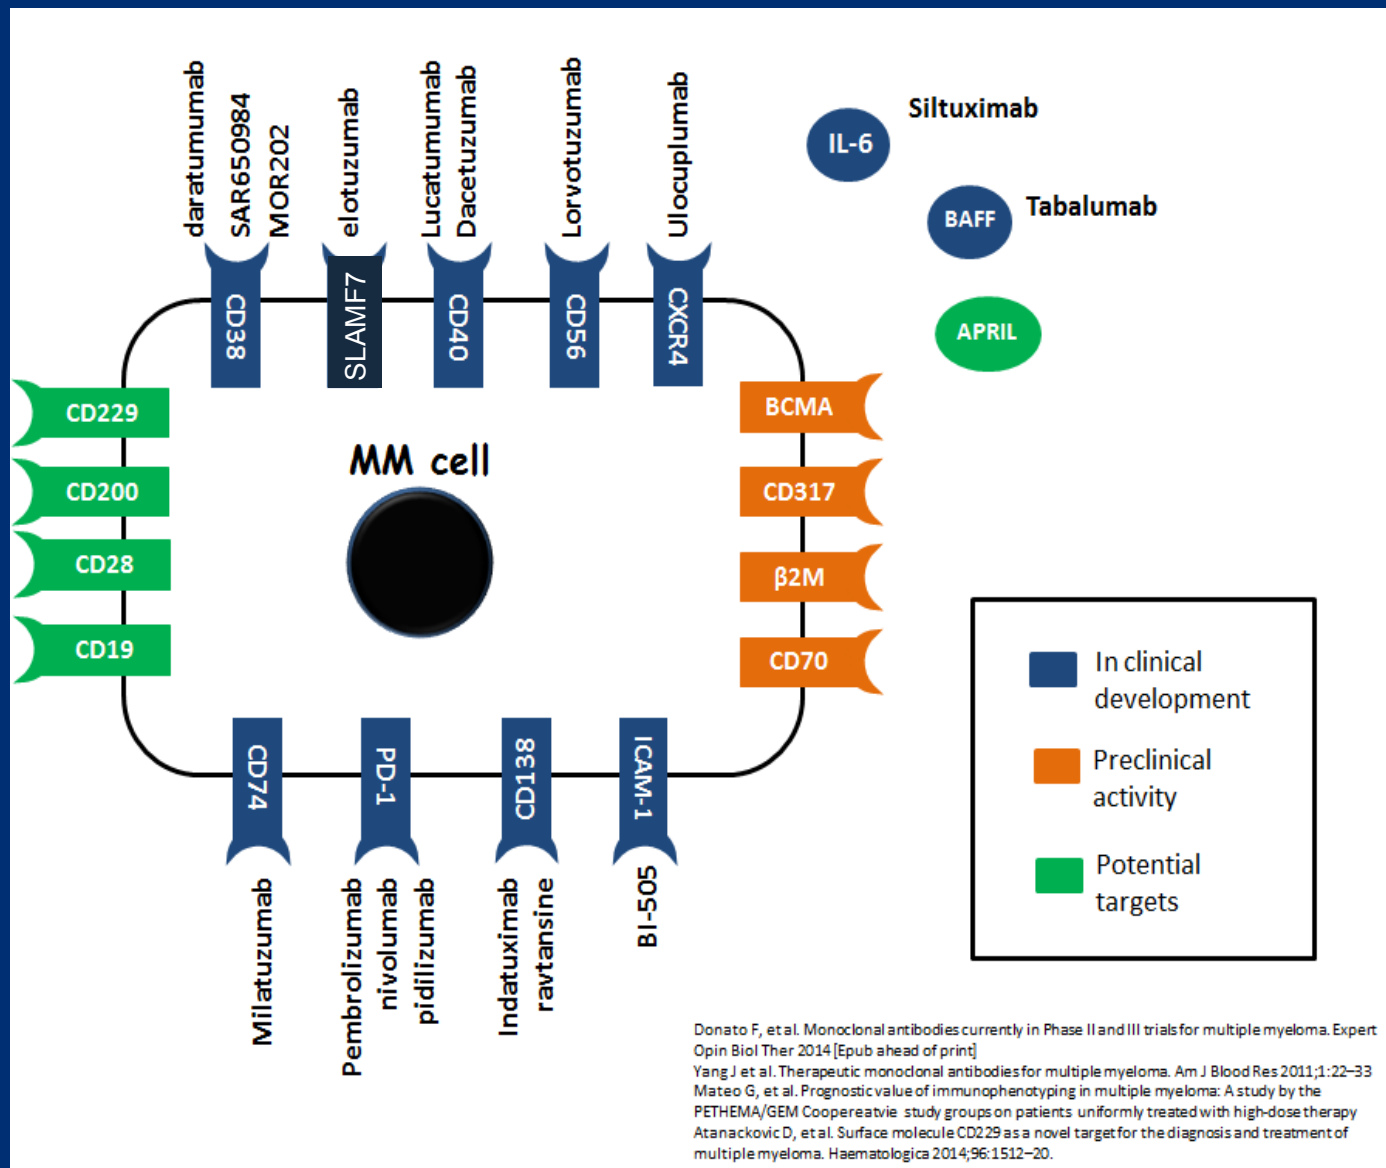 daratumumab
SAR650984
MOR202
elotuzumab
Lucatumumab
Dacetuzumab
Lorvotuzumab
Ulocuplumab
IL-6
Siltuximab
BAFF
Tabalumab
APRIL
CD38
SLAMF7
CD40
CD56
CXCR4
CD229
CD200
CD28
CD19
MM cell
BCMA
CD317
β2M
CD70
CD74
PD-1
CD138
ICAM-1
Milatuzumab
Pembrolizumab
nivolumab
pidilizumab
Indatuximab
ravtansine
BI-505
In clinical
development
Preclinical
activity
Potential
targets
Donato F, et al. Monoclonal antibodies currently in Phase II and III trials for multiple myeloma. Expert
Opin Biol Ther 2014 [Epub ahead of print]
Yang J et al. Therapeutic monoclonal antibodies for multiple myeloma. Am J Blood Res 2011;1:22–33
Mateo G, et al. Prognostic value of immunophenotyping in multiple myeloma: A study by the
PETHEMA/GEM Coopereatvie study groups on patients uniformly treated with high-dose therapy
Atanackovic D, et al. Surface molecule CD229 as a novel target for the diagnosis and treatment of
multiple myeloma. Haematologica 2014;96:1512–20.